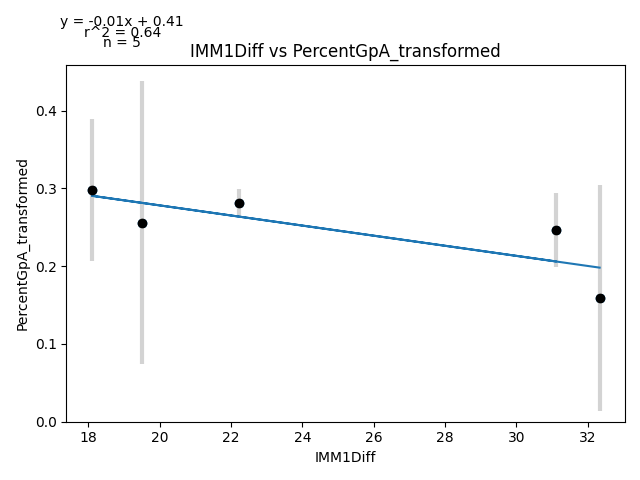 y = -0.01x + 0.41
r^2 = 0.64
n = 5
IMM1Diff vs PercentGpA_transformed
PercentGpA_transformed
0.4
0.3
0.2
0.1
0.0
18 20 22 24 26 28 30 32
IMM1Diff